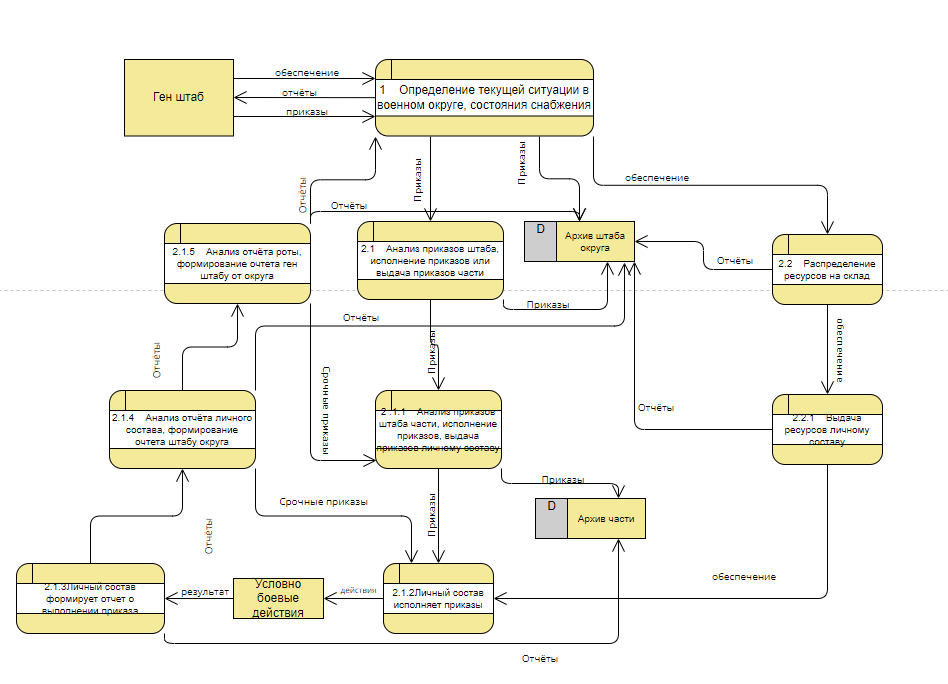 Ген штаб
обеспечение
отчёты
приказы
1 Определение текущей ситуации в
военном округе, состояния снабжения
Отчёты
Приказы
Приказы
обеспечение
Отчёты
2.1.5 Анализ отчёта роты,
формирование очтета ген
штабу от округа
2.1 Анализ приказов штаба,
исполнение приказов или
выдача приказов части
D
Архив штаба
округа
Отчёты
2.2 Распределение
ресурсов на склад
Приказы
Отчёты
Отчёты
Приказы
обеспечение
Срочные приказы
2.1.4 Анализ отчёта личного
состава, формирование
очтета штабу округа
2 .1.1 Анализ приказов
штаба части, исполнение
приказов, выдача
приказов личному составу
Отчёты
2.2.1 Выдача
ресурсов личному
составу
Приказы
Срочные приказы
Приказы
D
Архив части
Отчёты
2.1.3Личный состав
формирует отчет о
выполнении приказа
результат
Условно
боевые
действия
действия
2.1.2Личный состав
исполняет приказы
обеспечение
Отчёты